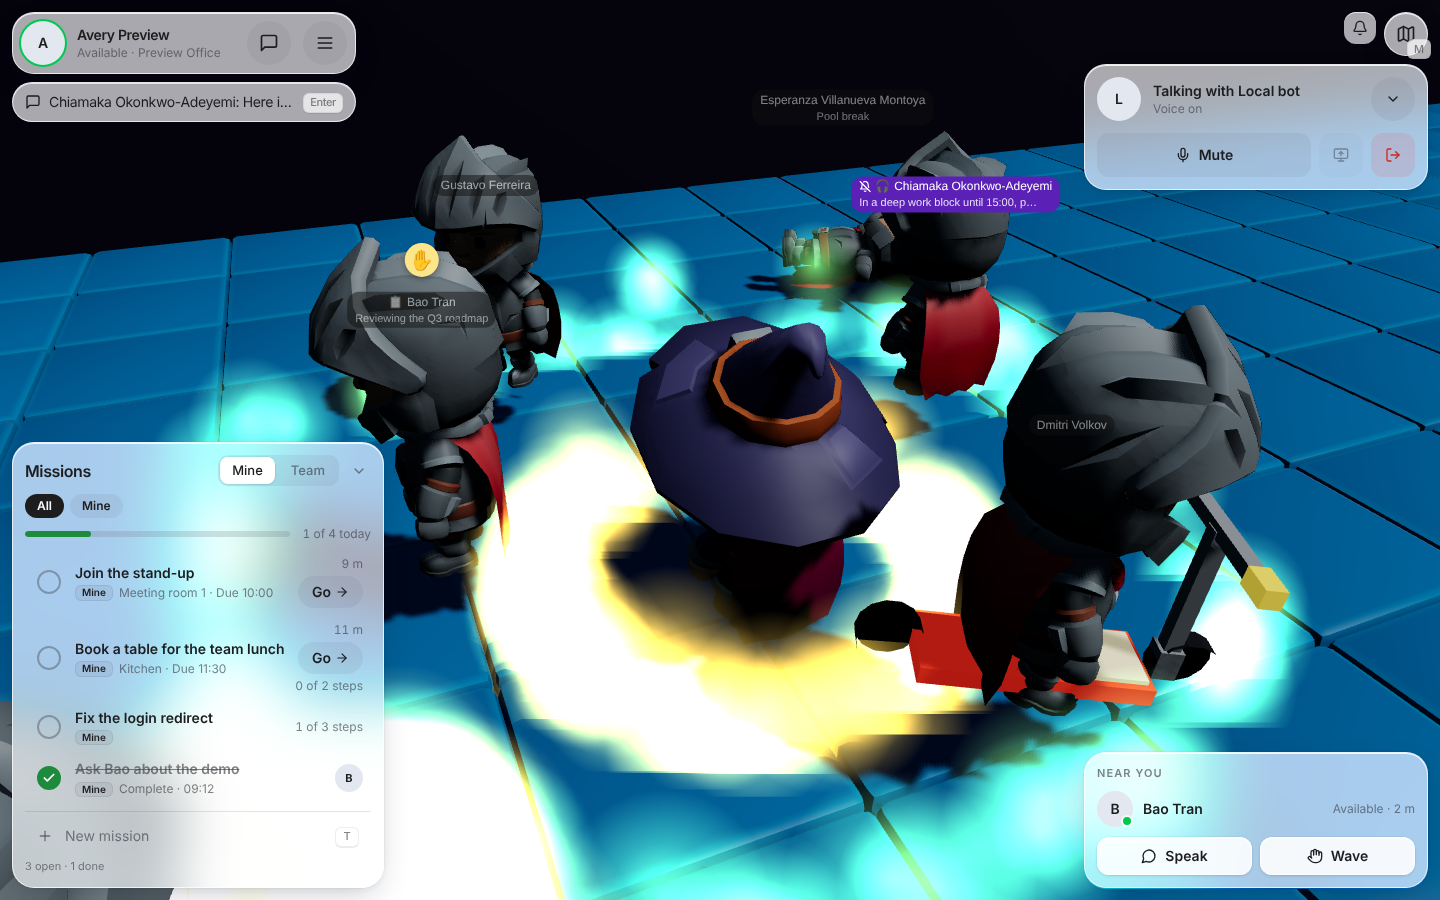 A
Avery Preview
Available · Preview Office
Chiamaka Okonkwo-Adeyemi: Here i...
Enter
M
L
Talking with Local bot
Voice on
Mute
Esperanza Villanueva Montoya
Pool break
Gustavo Ferreira
Chiamaka Okonkwo-Adeyemi
In a deep work block until 15:00, p...
Bao Tran
Reviewing the Q3 roadmap
Dmitri Volkov
Missions
Mine
Team
All
Mine
1 of 4 today
Join the stand-up
Mine
Meeting room 1 · Due 10:00
9 m
Go
Book a table for the team lunch
Mine
Kitchen · Due 11:30
11 m
Go
0 of 2 steps
Fix the login redirect
Mine
1 of 3 steps
Ask Bao about the demo
Mine
Complete · 09:12
B
New mission
T
3 open · 1 done
NEAR YOU
B
Bao Tran
Available · 2 m
Speak
Wave